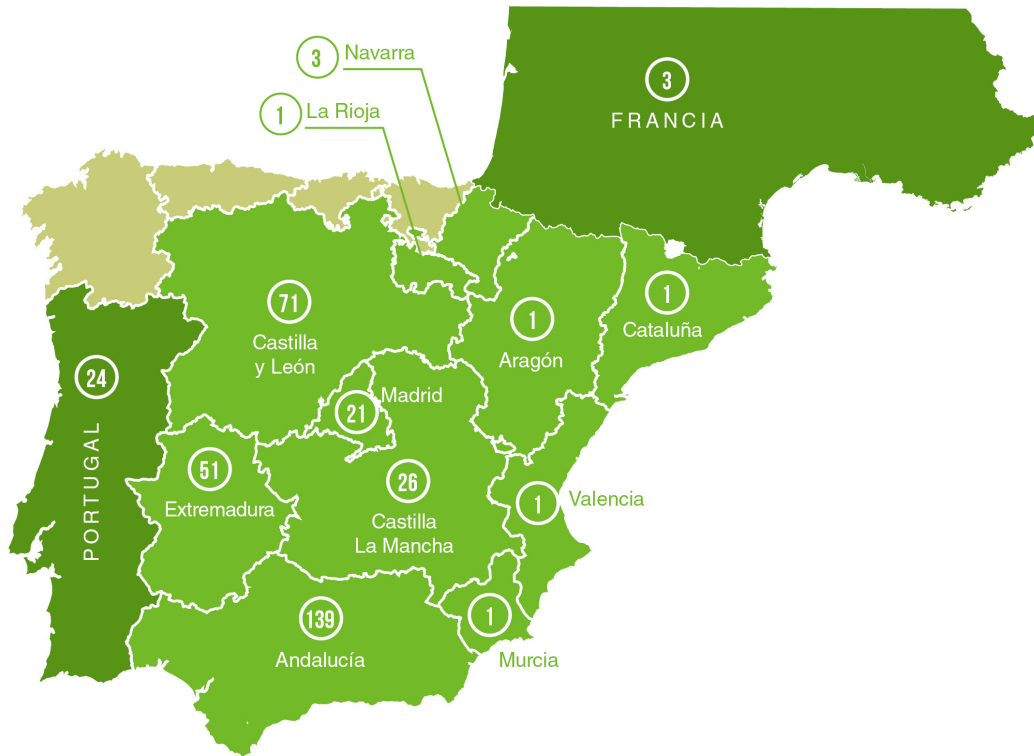 3 Navarra
1 La Rioja
3
FRANCIA
71
Castilla
y León
1
Aragón
1
Cataluña
24
PORTUGAL
Madrid
21
51
Extremadura
26
Castilla
La Mancha
1 Valencia
139
Andalucía
1
Murcia